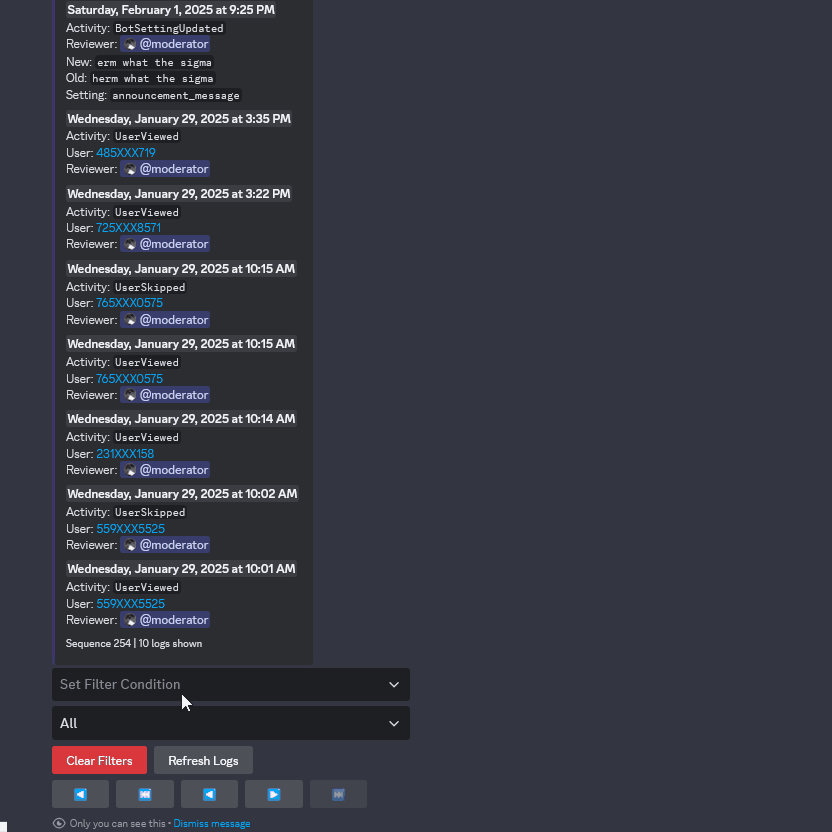 Saturday, February 1, 2025 at 9:25 PM
Activity: BotSettingUpdated
Reviewer: @moderator
New: erm what the sigma
Old: herm what the sigma
Setting: announcement_message
Wednesday, January 29, 2025 at 3:35 PM
Activity: UserViewed
User: 485XXX719
Reviewer: @moderator
Wednesday, January 29, 2025 at 3:22 PM
Activity: UserViewed
User: 725XXX8571
Reviewer: @moderator
Wednesday, January 29, 2025 at 10:15 AM
Activity: UserSkipped
User: 765XXX0575
Reviewer: @moderator
Wednesday, January 29, 2025 at 10:15 AM
Activity: UserViewed
User: 765XXX0575
Reviewer: @moderator
Wednesday, January 29, 2025 at 10:14 AM
Activity: UserViewed
User: 231XXX158
Reviewer: @moderator
Wednesday, January 29, 2025 at 10:02 AM
Activity: UserSkipped
User: 559XXX5525
Reviewer: @moderator
Wednesday, January 29, 2025 at 10:01 AM
Activity: UserViewed
User: 559XXX5525
Reviewer: @moderator
Sequence 254 | 10 logs shown
Set Filter Condition
All
Clear Filters Refresh Logs
Only you can see this • Dismiss message